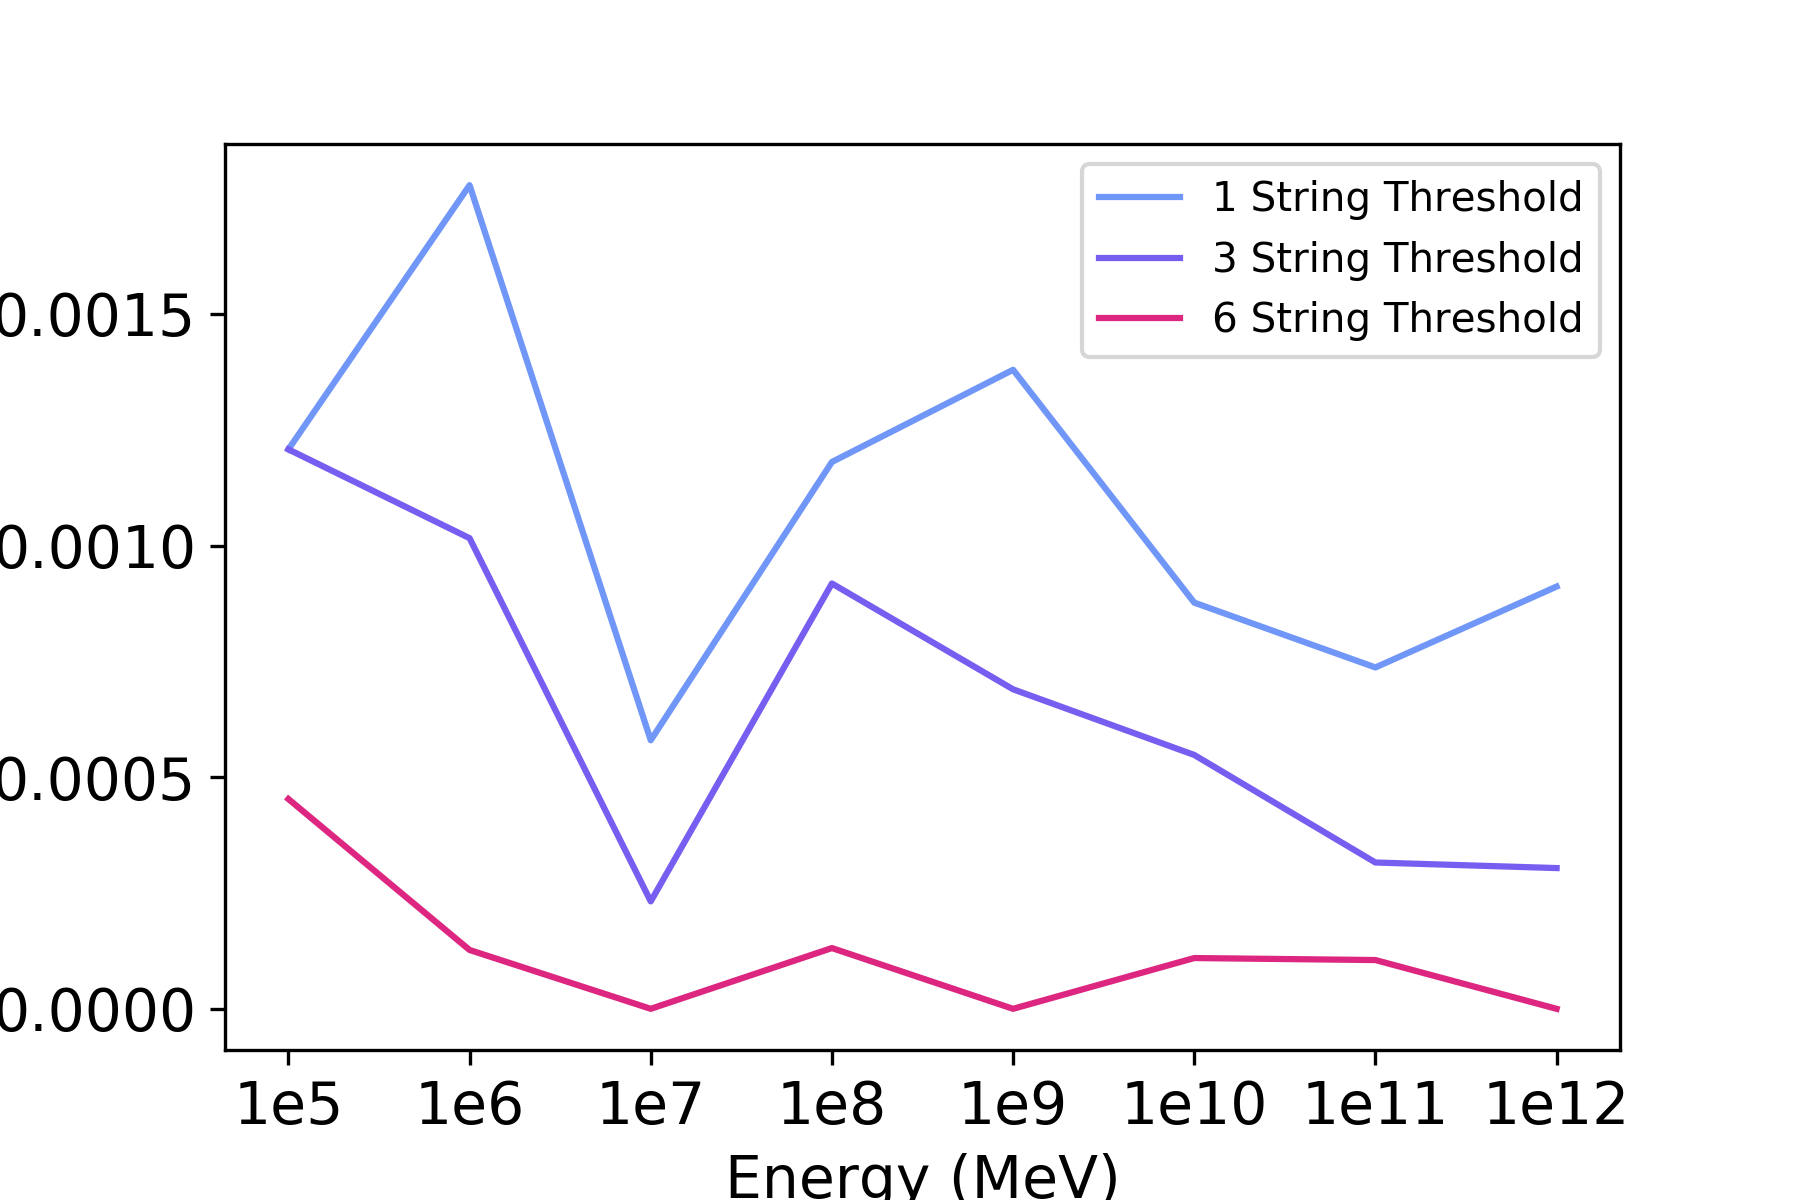 1 String Threshold
3 String Threshold
6 String Threshold
0.0015
0.0010
0.0005
0.0000
1e5 1e6 1e7 1e8 1e9 1e10 1e11 1e12
Energy (MeV)